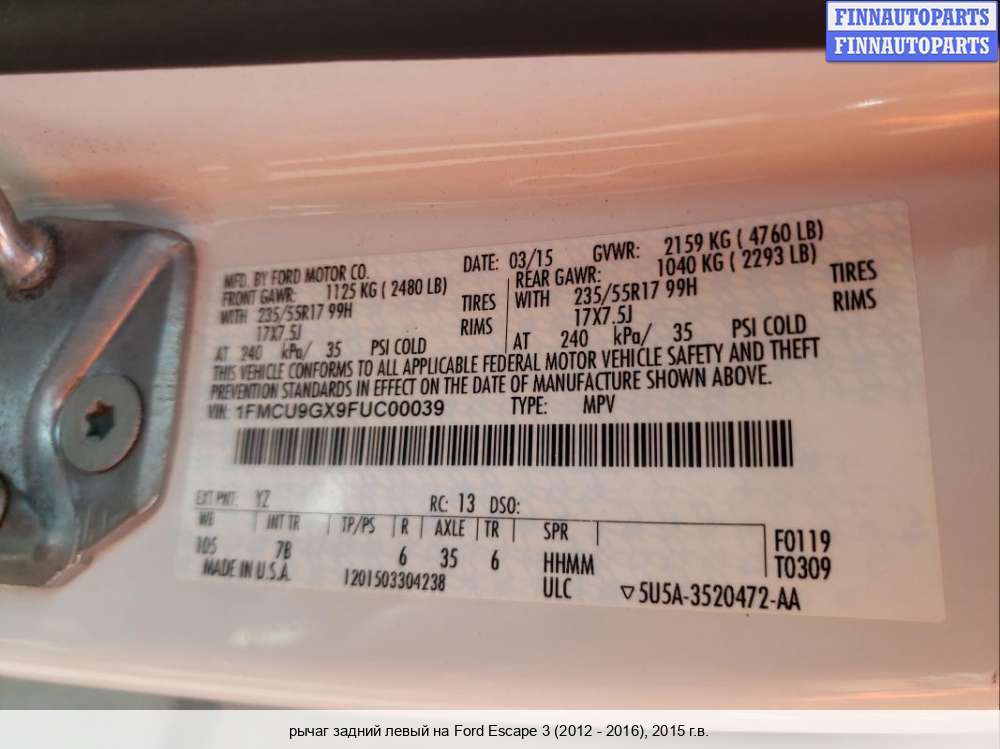 FINNAUTOPARTS
FINNAUTOPARTS
MFD. BY FORD MOTOR CO. DATE: 03/15 GVWR: 2159 KG ( 4760 LB)
FRONT GAWR: 1125 KG ( 2480 LB) REAR GAWR: 1040 KG ( 2293 LB)
WITH 235/55R17 99H TIRES WITH 235/55R17 99H TIRES
17X7.5J RIMS 17X7.5J RIMS
AT 240 kPa/ 35 PSI COLD AT 240 kPa/ 35 PSI COLD
THIS VEHICLE CONFORMS TO ALL APPLICABLE FEDERAL MOTOR VEHICLE SAFETY AND THEFT
PREVENTION STANDARDS IN EFFECT ON THE DATE OF MANUFACTURE SHOWN ABOVE.
VIN: 1FMCU9GX9FUC00039 TYPE: MPV
EXT PNT: YZ RC: 13 DSO:
WB INT TR TP/PS R AXLE TR SPR F0119
105 7B 6 35 6 HHMM T0309
MADE IN U.S.A. 1201503304238 ULC ▽5U5A-3520472-AA
рычаг задний левый на Ford Escape 3 (2012 - 2016), 2015 г.в.